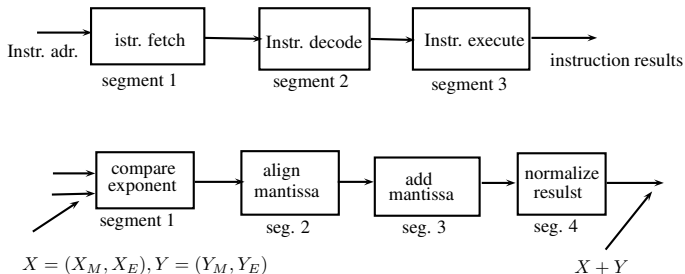 istr. fetch
Instr. decode
Instr. execute
Instr. adr.
segment 1
segment 2
segment 3
instruction results
compare
exponent
align
mantissa
add
mantissa
normalize
resulst
segment 1
seg. 2
seg. 3
seg. 4
X = (X_M, X_E), Y = (Y_M, Y_E)
X + Y